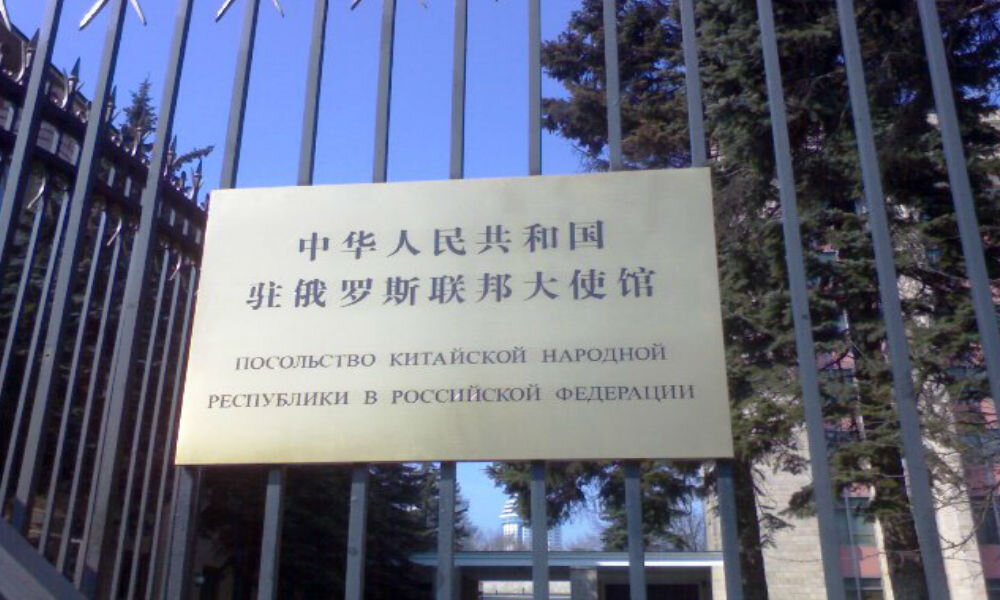 中华人民共和国
驻俄罗斯联邦大使馆
ПОСОЛЬСТВО КИТАЙСКОЙ НАРОДНОЙ
РЕСПУБЛИКИ В РОССИЙСКОЙ ФЕДЕРАЦИИ